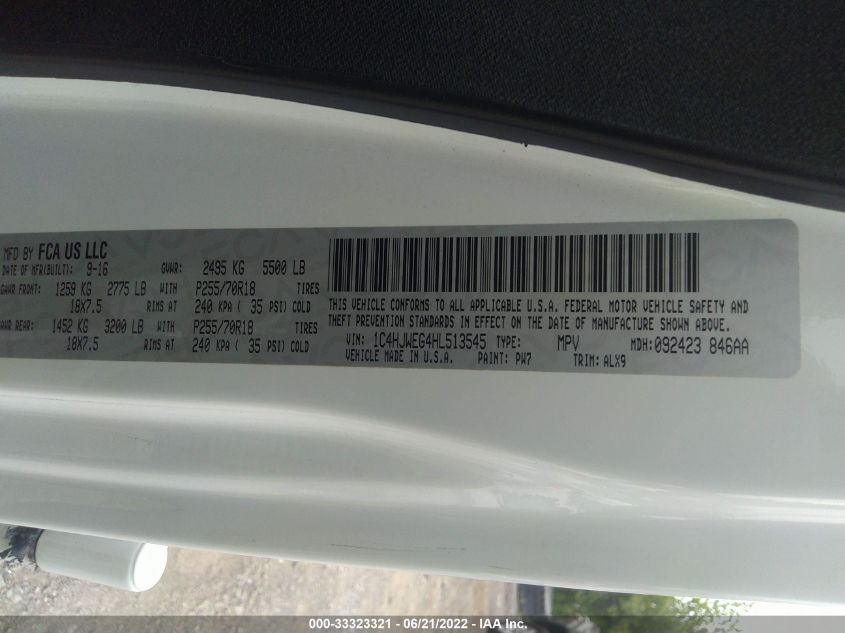 MFD BY FCA US LLC
DATE OF MFR(BUILT): 9-16 GVWR: 2495 KG 5500 LB
GAWR FRONT: 1259 KG 2775 LB WITH P255/70R18 TIRES
18X7.5 RIMS AT 240 KPA ( 35 PSI) COLD
AWR REAR: 1452 KG 3200 LB WITH P255/70R18 TIRES
18X7.5 RIMS AT 240 KPA ( 35 PSI) COLD
THIS VEHICLE CONFORMS TO ALL APPLICABLE U.S.A. FEDERAL MOTOR VEHICLE SAFETY AND
THEFT PREVENTION STANDARDS IN EFFECT ON THE DATE OF MANUFACTURE SHOWN ABOVE.
VIN: 1C4HJWEG4HL513545 TYPE: MPV MDH:092423 846AA
VEHICLE MADE IN U.S.A. PAINT: PW7 TRIM: ALX9
000-33323321 - 06/21/2022 - IAA Inc.